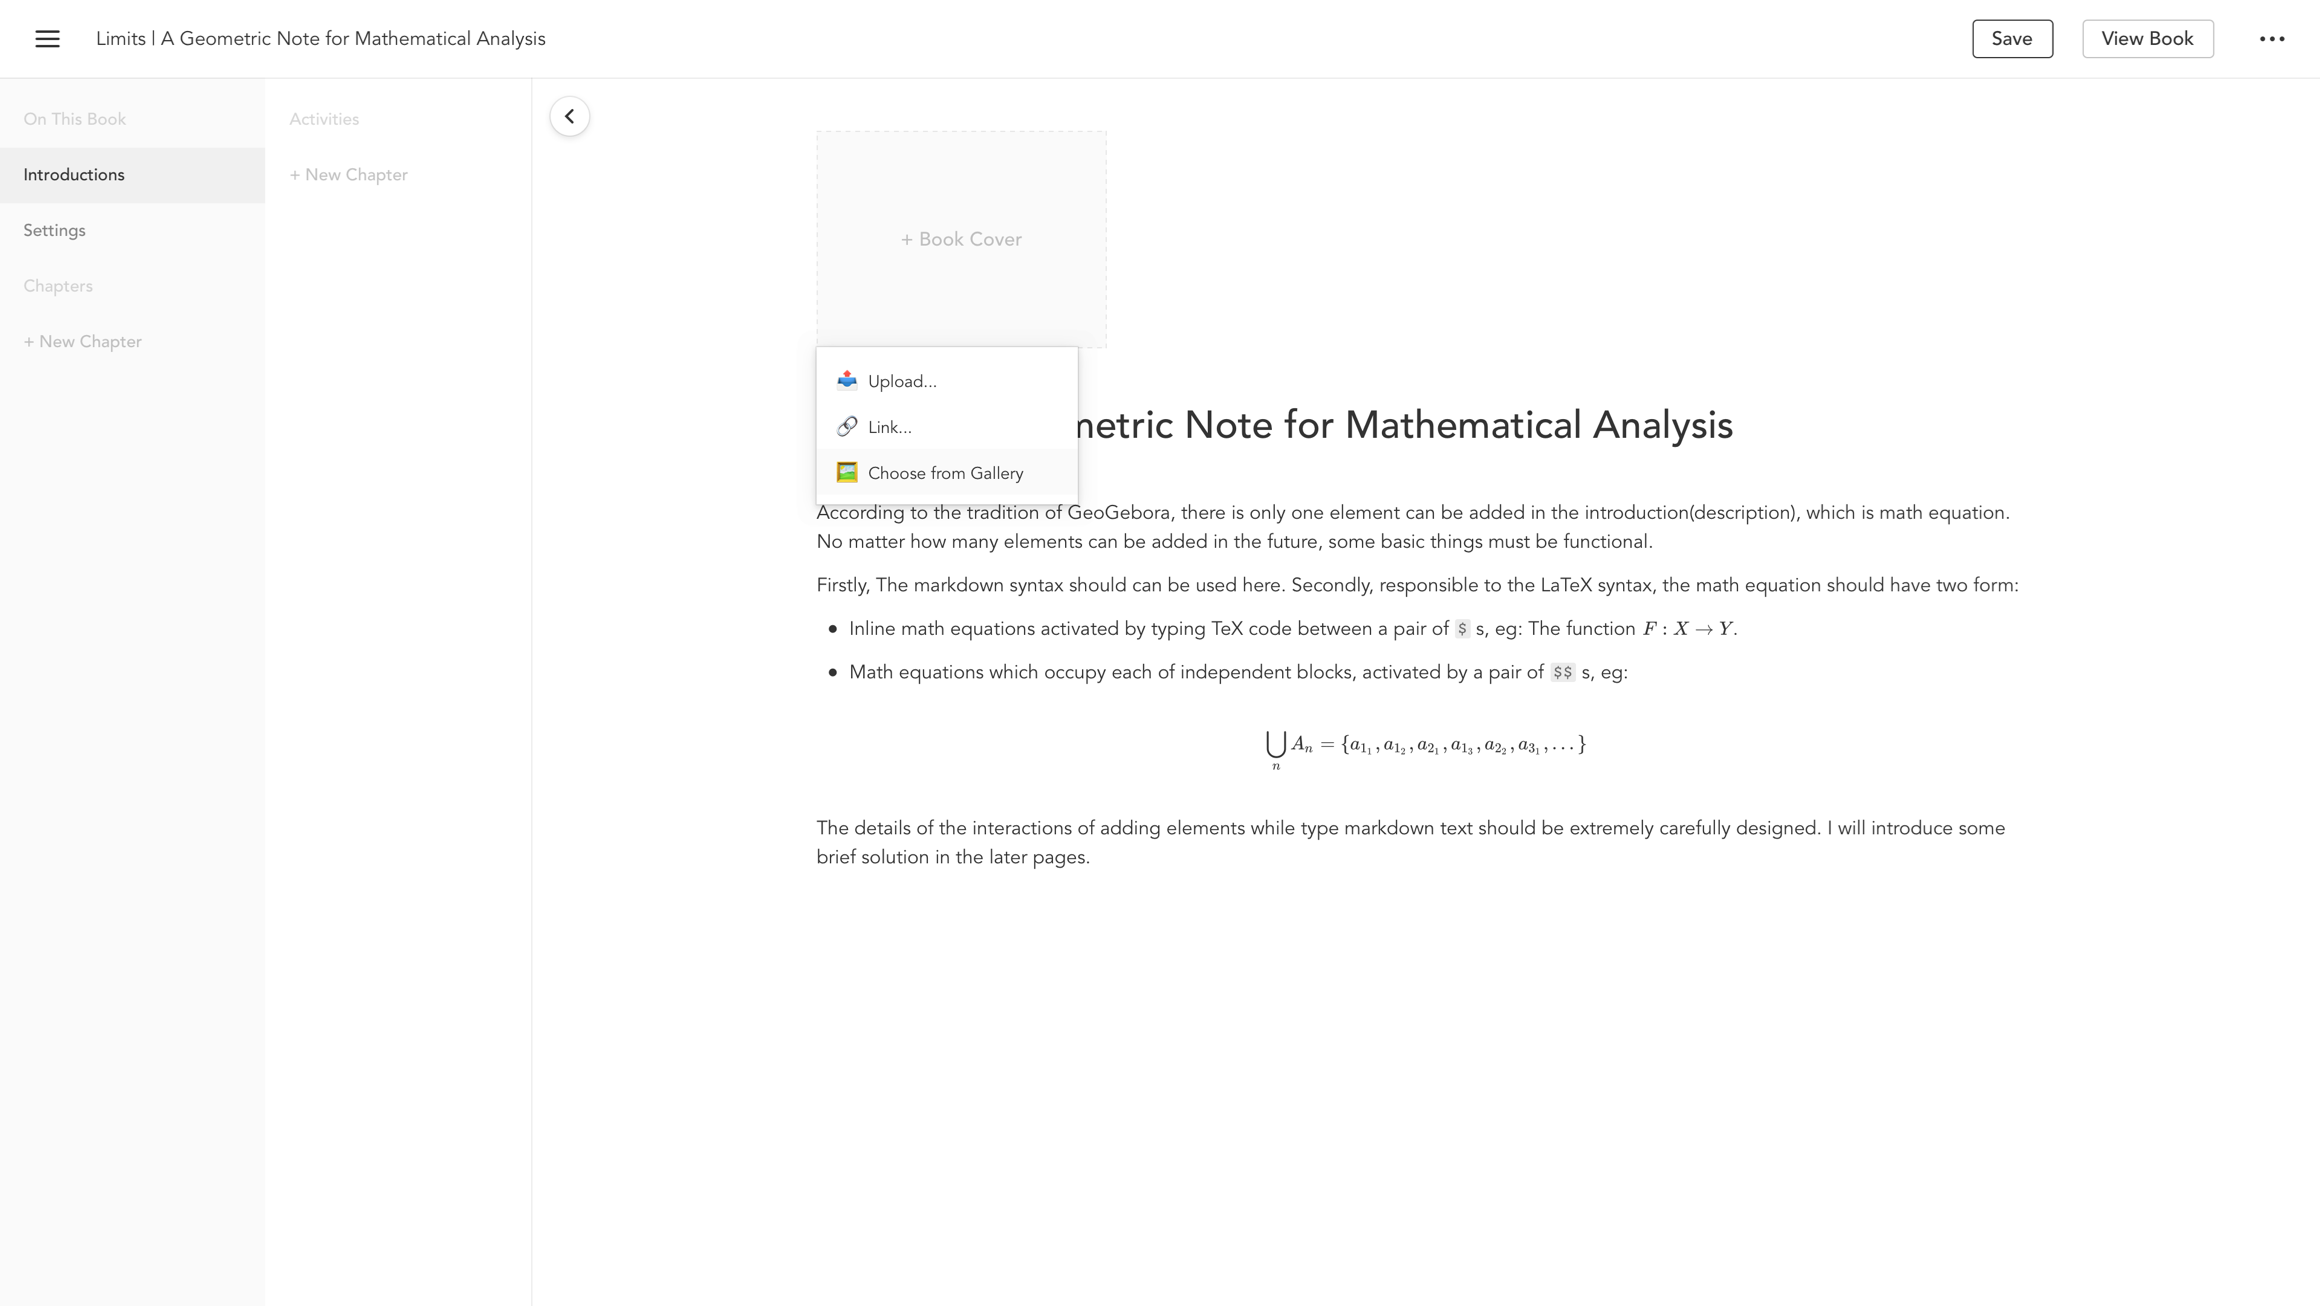 Limits | A Geometric Note for Mathematical Analysis
Save
View Book
On This Book
Introductions
Settings
Chapters
+ New Chapter
Activities
+ New Chapter
+ Book Cover
Upload...
Link...
Choose from Gallery
metric Note for Mathematical Analysis
According to the tradition of GeoGebora, there is only one element can be added in the introduction(description), which is math equation.
No matter how many elements can be added in the future, some basic things must be functional.
Firstly, The markdown syntax should can be used here. Secondly, responsible to the LaTeX syntax, the math equation should have two form:
● Inline math equations activated by typing TeX code between a pair of $ s, eg: The function F : X → Y.
● Math equations which occupy each of independent blocks, activated by a pair of $$ s, eg:
⋃_n A_n = {a_{1_1}, a_{1_2}, a_{2_1}, a_{1_3}, a_{2_2}, a_{3_1}, ...}
The details of the interactions of adding elements while type markdown text should be extremely carefully designed. I will introduce some
brief solution in the later pages.